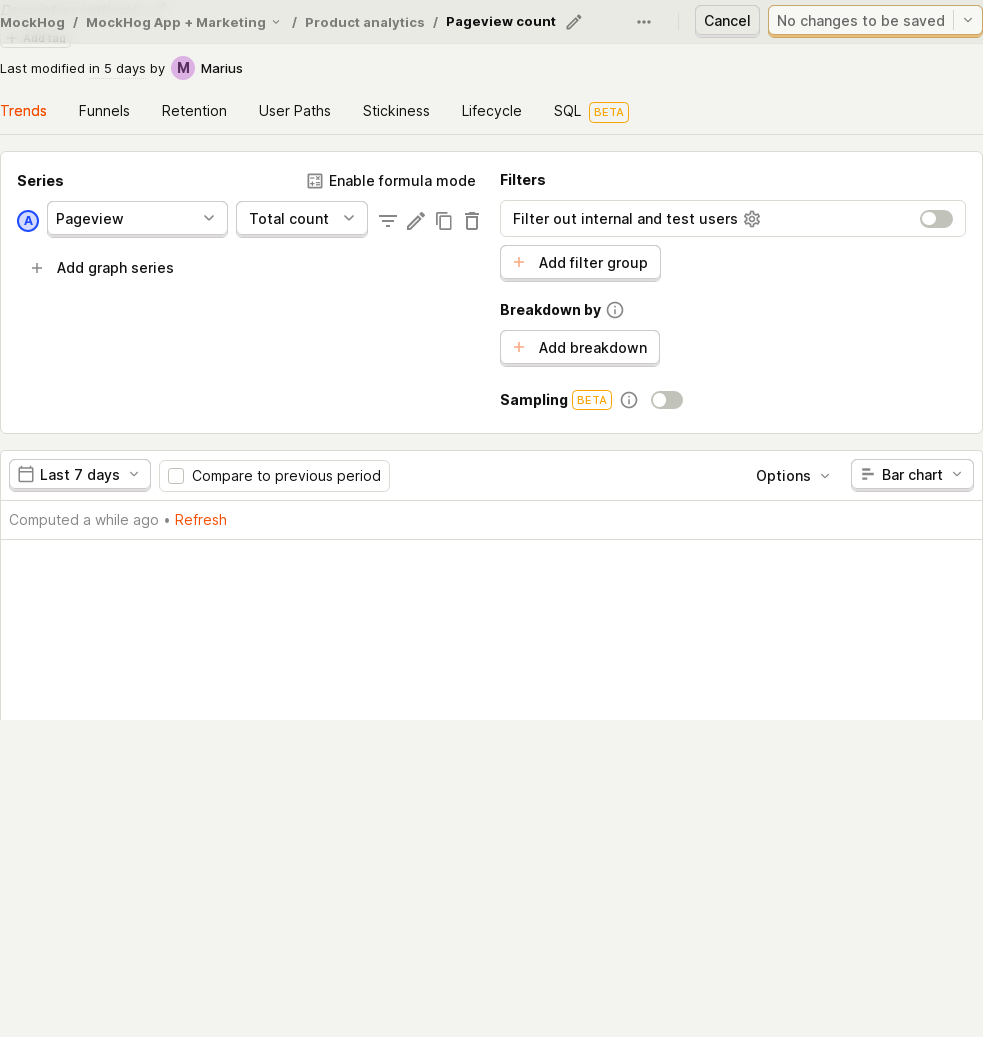 MockHog / MockHog App + Marketing / Product analytics / Pageview count Cancel No changes to be saved
Add tag
Last modified in 5 days by M Marius
Trends Funnels Retention User Paths Stickiness Lifecycle SQL BETA
Series Enable formula mode
A Pageview Total count
Add graph series
Filters
Filter out internal and test users
Add filter group
Breakdown by
Add breakdown
Sampling BETA
Last 7 days Compare to previous period Options Bar chart
Computed a while ago • Refresh